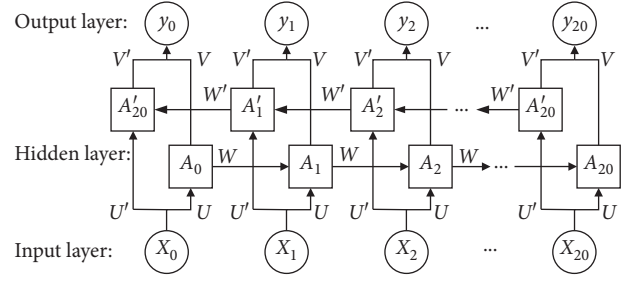 Output layer: y0 y1 y2 ... y20
V' V V' V V' V V' V
W' W' W'
A'20 A'1 A'2 ... A'20
Hidden layer: A0 W A1 W A2 W ... A20
U' U U' U U' U U' U
Input layer: X0 X1 X2 ... X20